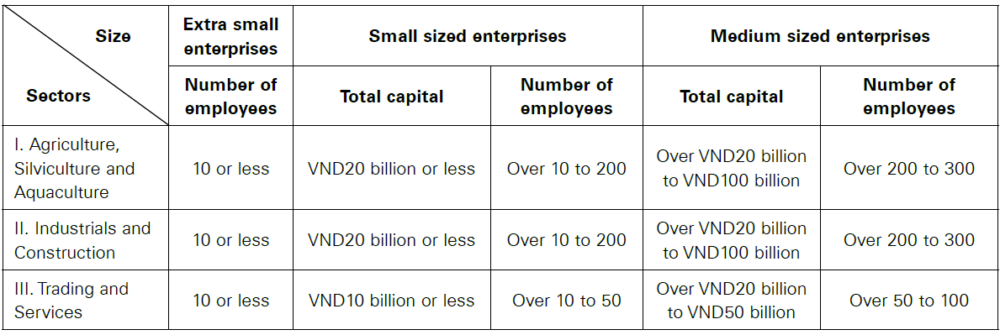 Size
Sectors
Extra small
enterprises
Small sized enterprises
Medium sized enterprises
Number of
employees
Total capital
Number of
employees
Total capital
Number of
employees
I. Agriculture,
Silviculture and
Aquaculture
10 or less
VND20 billion or less
Over 10 to 200
Over VND20 billion
to VND100 billion
Over 200 to 300
II. Industrials and
Construction
10 or less
VND20 billion or less
Over 10 to 200
Over VND20 billion
to VND100 billion
Over 200 to 300
III. Trading and
Services
10 or less
VND10 billion or less
Over 10 to 50
Over VND20 billion
to VND50 billion
Over 50 to 100